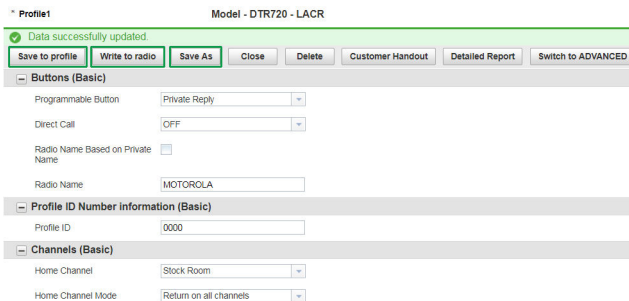 * Profile1 Model - DTR720 - LACR
Data successfully updated.
Save to profile Write to radio Save As Close Delete Customer Handout Detailed Report Switch to ADVANCED
Buttons (Basic)
Programmable Button Private Reply
Direct Call OFF
Radio Name Based on Private
Name
Radio Name MOTOROLA
Profile ID Number information (Basic)
Profile ID 0000
Channels (Basic)
Home Channel Stock Room
Home Channel Mode Return on all channels